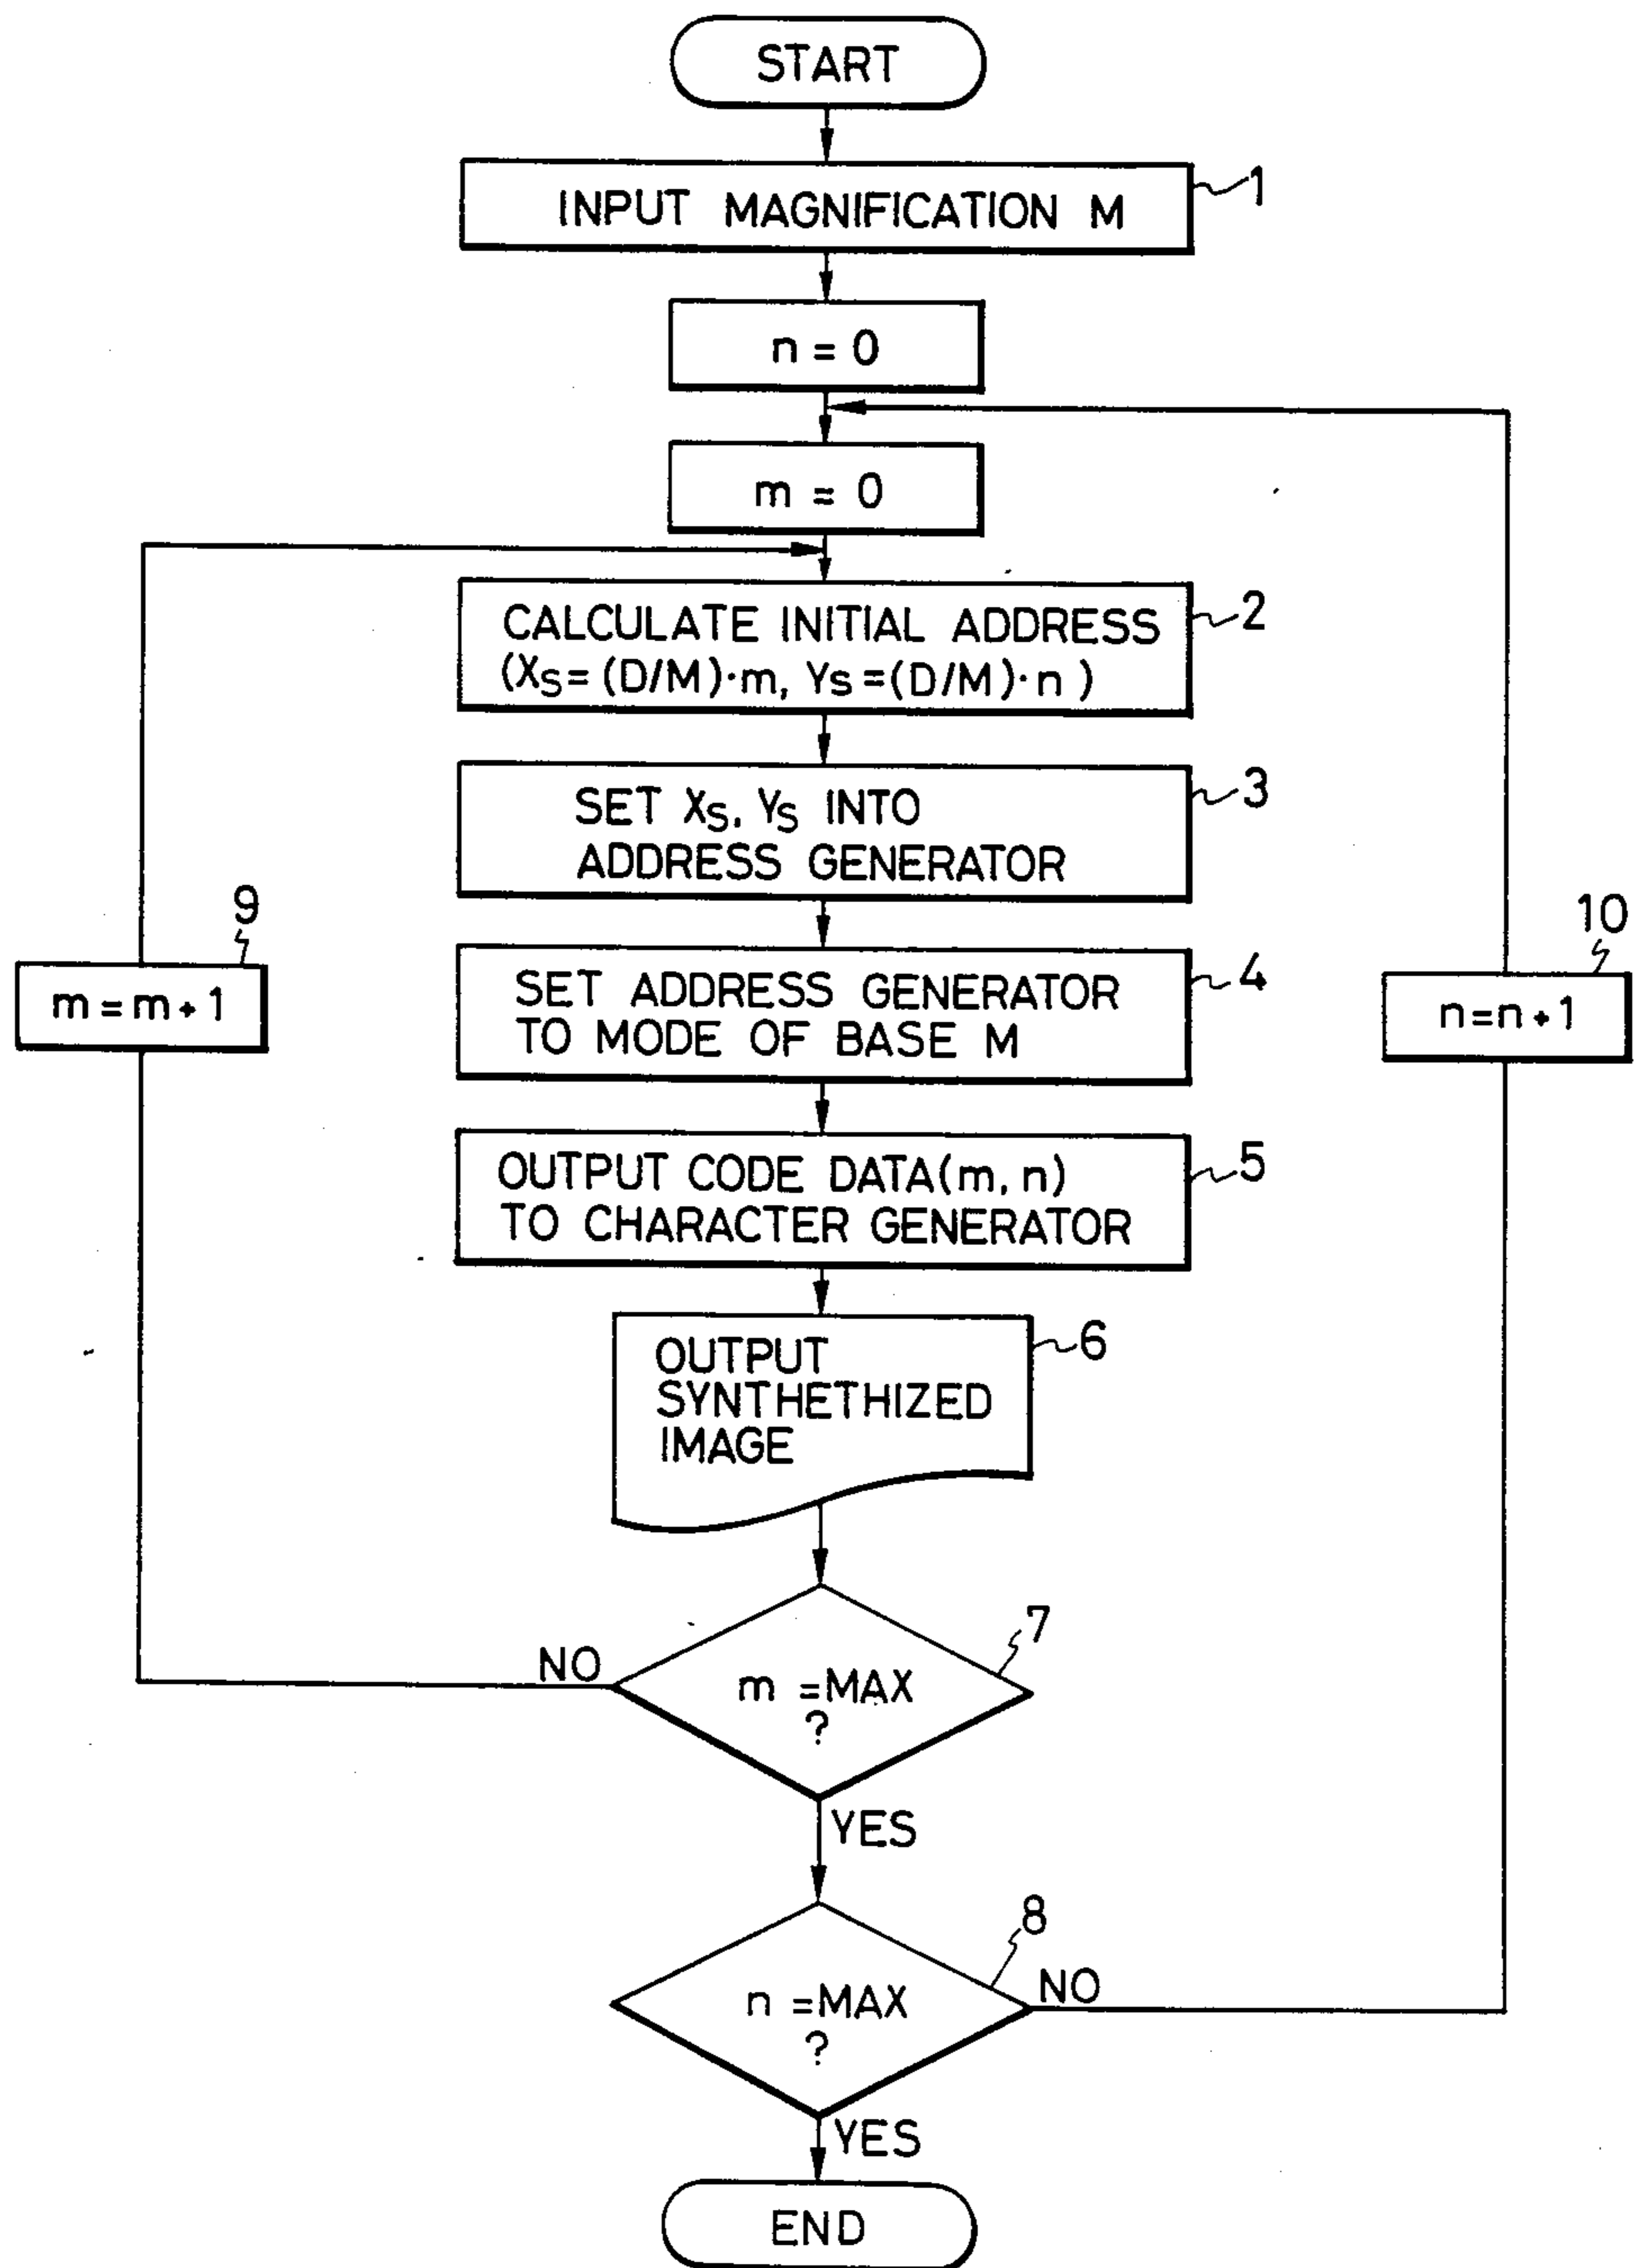 START
INPUT MAGNIFICATION M
1
n = 0
m = 0
CALCULATE INITIAL ADDRESS
(XS = (D/M)·m, YS = (D/M)·n )
2
SET XS, YS INTO
ADDRESS GENERATOR
3
9
m = m + 1
SET ADDRESS GENERATOR
TO MODE OF BASE M
4
10
n = n + 1
OUTPUT CODE DATA(m, n)
TO CHARACTER GENERATOR
5
OUTPUT
SYNTHETHIZED
IMAGE
6
NO
m =MAX
?
7
YES
n =MAX
?
8
NO
YES
END